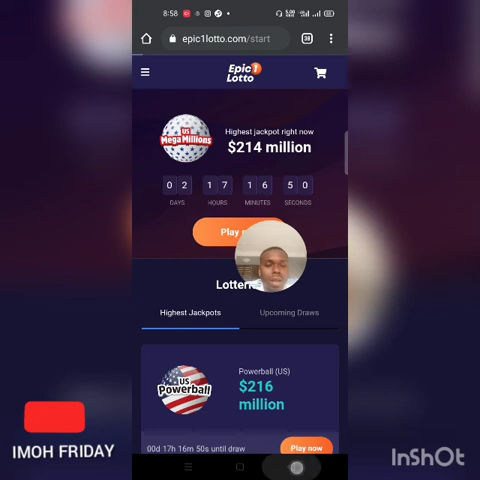 8:58
epic1lotto.com/start
38
Epic 1
Lotto
US
Mega Millions
Highest jackpot right now
$214 million
0 2 1 7 1 6 5 0
DAYS HOURS MINUTES SECONDS
Play
Lotter
Highest Jackpots Upcoming Draws
US
Powerball
Powerball (US)
$216
million
00d 17h 16m 50s until draw
Play now
IMOH FRIDAY
InShOt